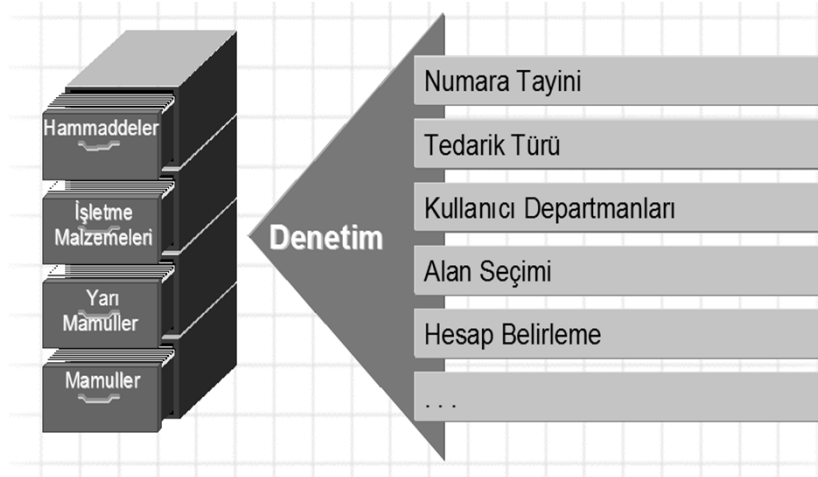 Hammaddeler
İşletme
Malzemeleri
Yarı
Mamuller
Mamuller
Denetim
Numara Tayini
Tedarik Türü
Kullanıcı Departmanları
Alan Seçimi
Hesap Belirleme
. . .